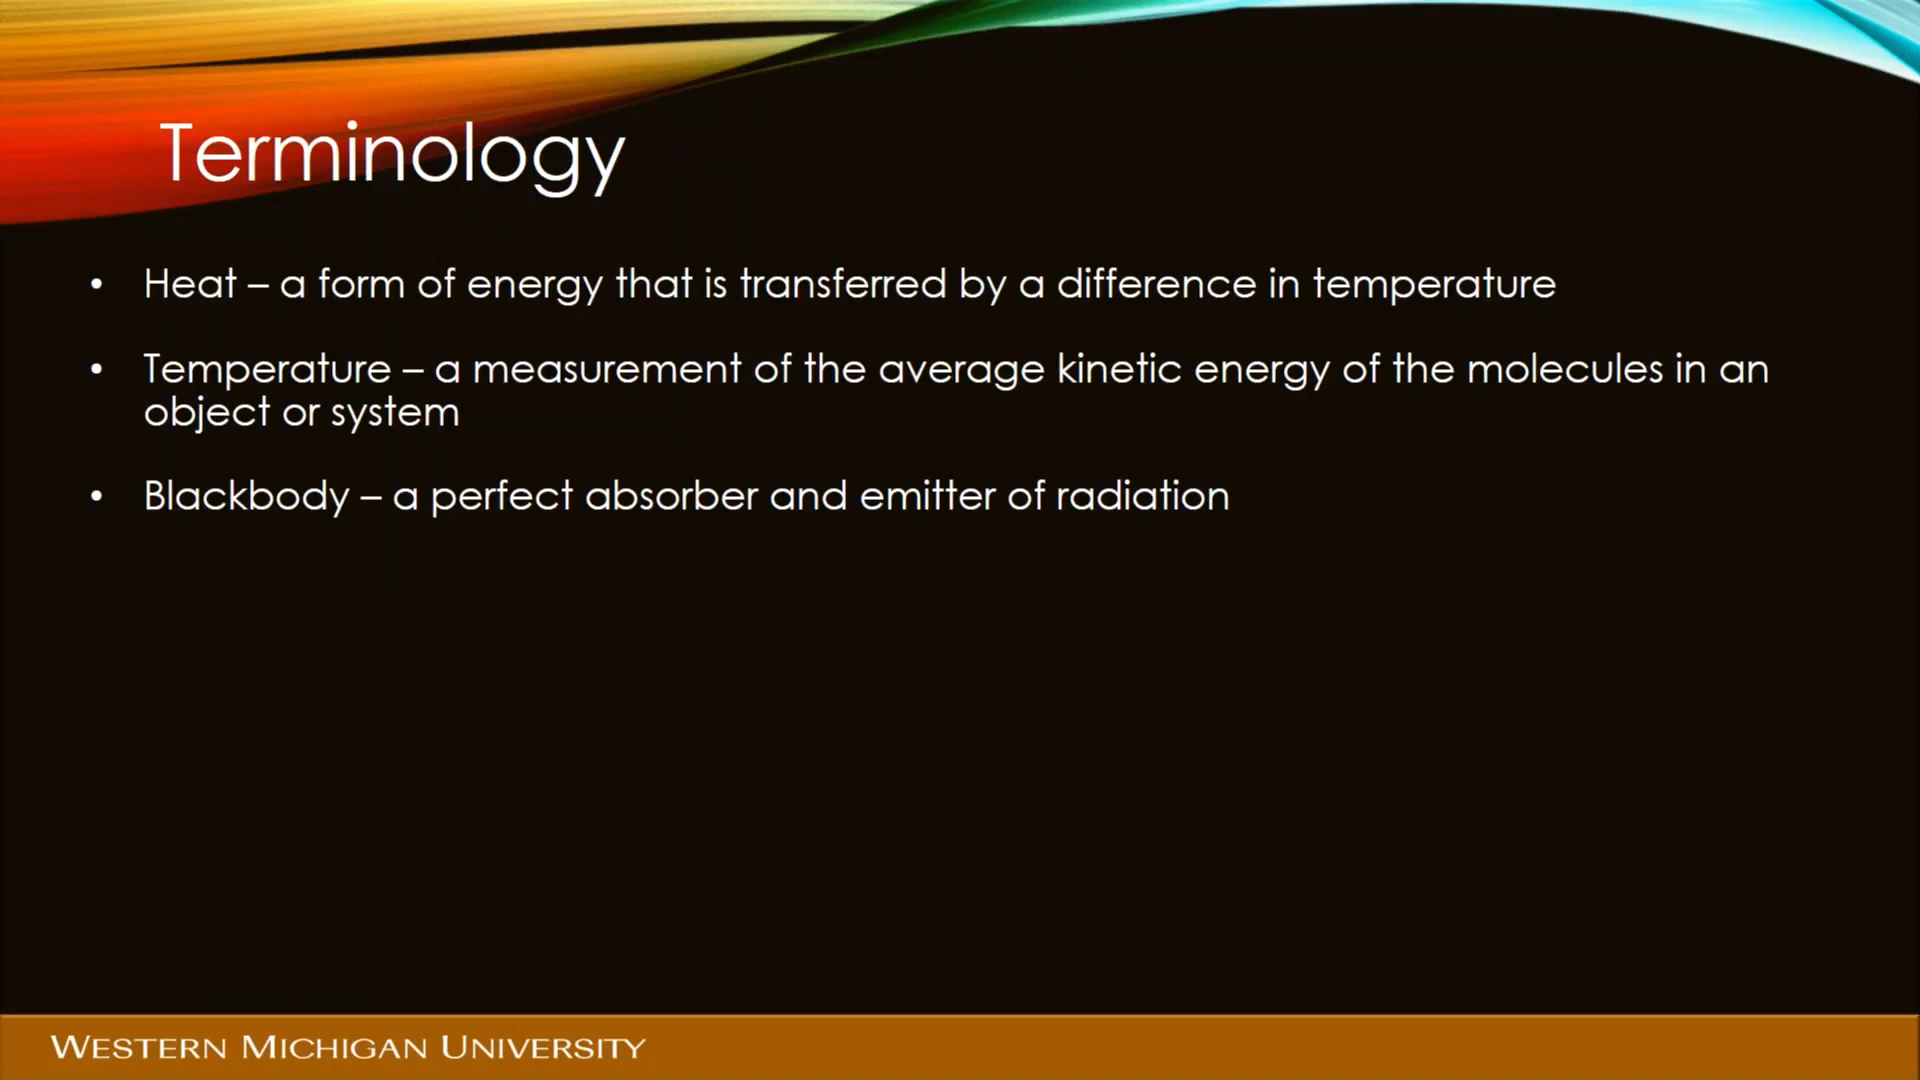 Terminology
• Heat – a form of energy that is transferred by a difference in temperature
• Temperature – a measurement of the average kinetic energy of the molecules in an
object or system
• Blackbody – a perfect absorber and emitter of radiation
WESTERN MICHIGAN UNIVERSITY